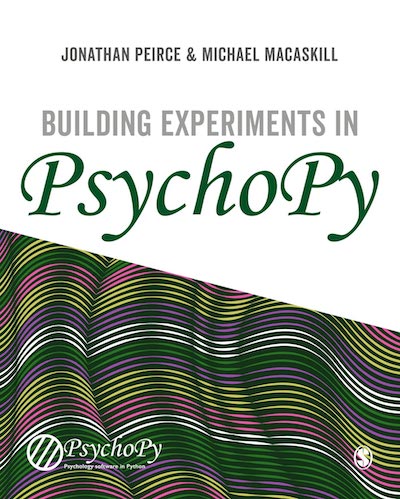 JONATHAN PEIRCE & MICHAEL MACASKILL
BUILDING EXPERIMENTS IN
PsychoPy
PsychoPy
Psychology software in Python